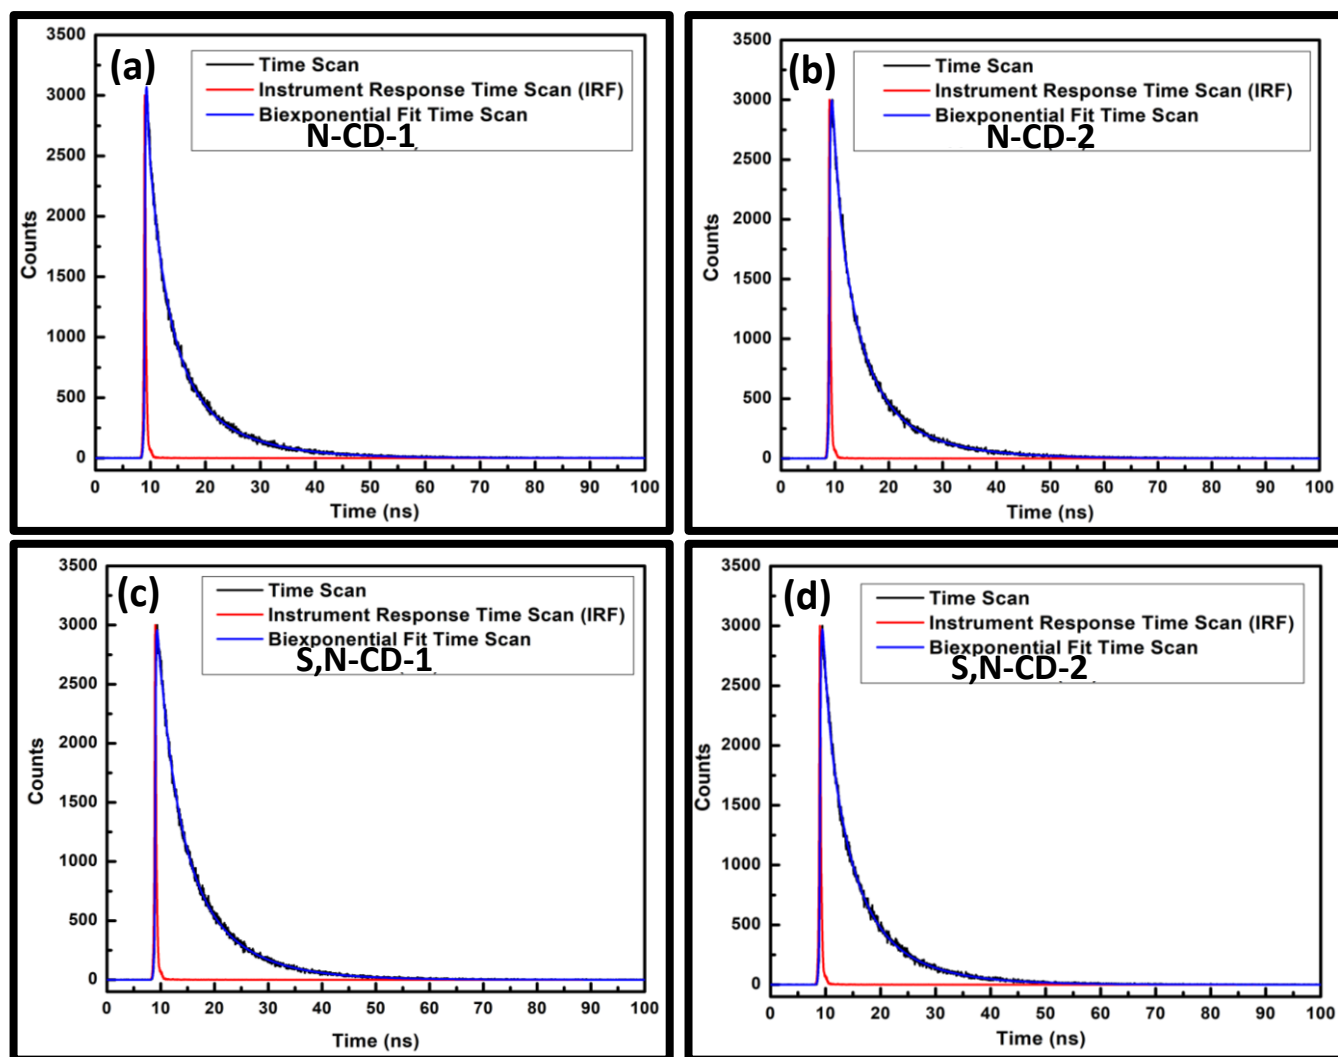 (a)
Time Scan
Instrument Response Time Scan (IRF)
Biexponential Fit Time Scan
N-CD-1
3500
3000
2500
2000
1500
1000
500
0
Counts
0 10 20 30 40 50 60 70 80 90 100
Time (ns)
(b)
Time Scan
Instrument Response Time Scan (IRF)
Biexponential Fit Time Scan
N-CD-2
3500
3000
2500
2000
1500
1000
500
0
Counts
0 10 20 30 40 50 60 70 80 90 100
Time (ns)
(c)
Time Scan
Instrument Response Time Scan (IRF)
Biexponential Fit Time Scan
S,N-CD-1
3500
3000
2500
2000
1500
1000
500
0
Counts
0 10 20 30 40 50 60 70 80 90 100
Time (ns)
(d)
Time Scan
Instrument Response Time Scan (IRF)
Biexponential Fit Time Scan
S,N-CD-2
3500
3000
2500
2000
1500
1000
500
0
Counts
0 10 20 30 40 50 60 70 80 90 100
Time (ns)